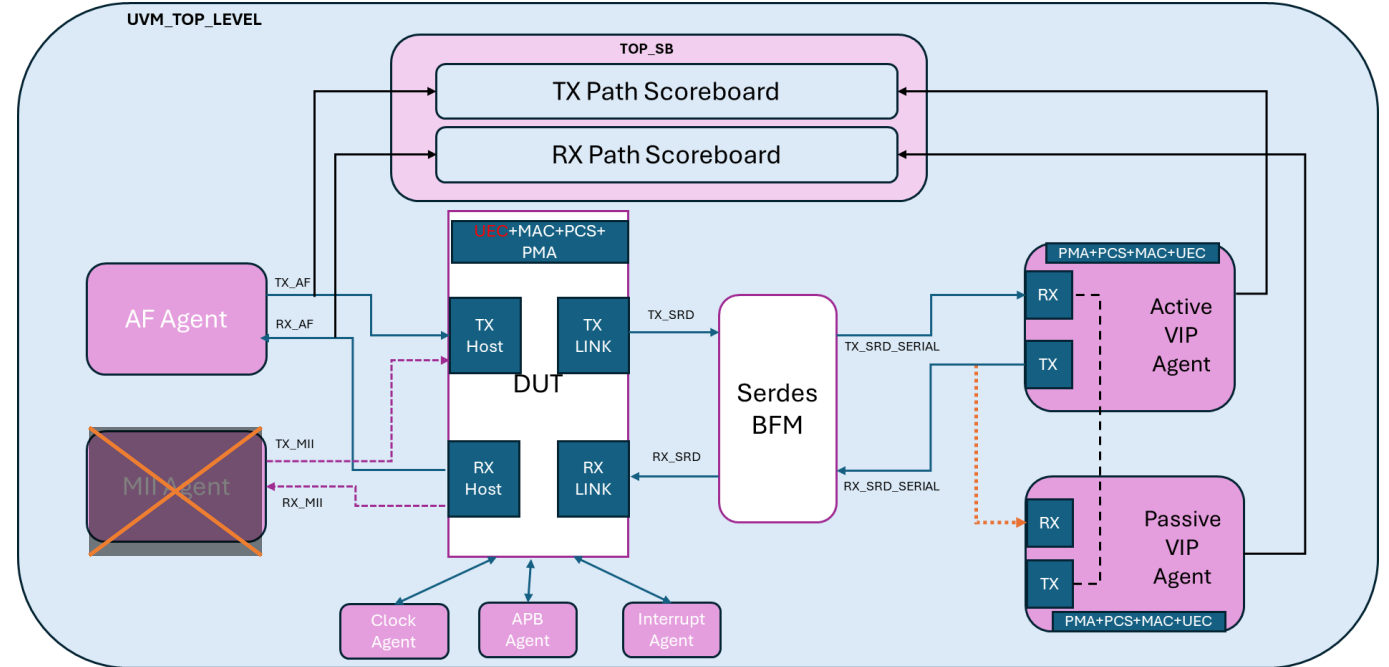 UVM_TOP_LEVEL
TOP_SB
TX Path Scoreboard
RX Path Scoreboard
UEC+MAC+PCS+
PMA
PMA+PCS+MAC+UEC
AF Agent
TX_AF
RX_AF
TX
Host
TX
LINK
DUT
TX_SRD
Serdes
BFM
TX_SRD_SERIAL
RX
TX
Active
VIP
Agent
MII Agent
TX_MII
RX_MII
RX
Host
RX
LINK
RX_SRD
RX_SRD_SERIAL
RX
TX
Passive
VIP
Agent
PMA+PCS+MAC+UEC
Clock
Agent
APB
Agent
Interrupt
Agent